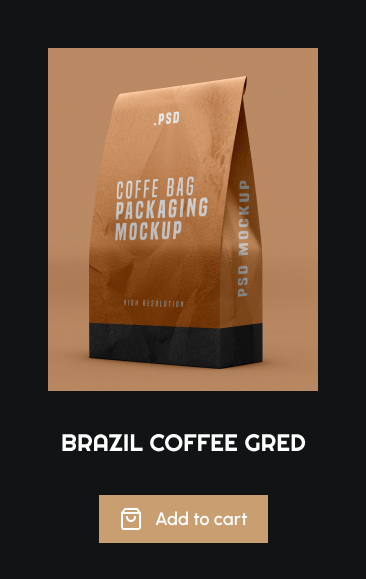 .PSD
COFFE BAG
PACKAGING
MOCKUP
PSD MOCKUP
HIGH RESOLUTION
BRAZIL COFFEE GRED
Add to cart